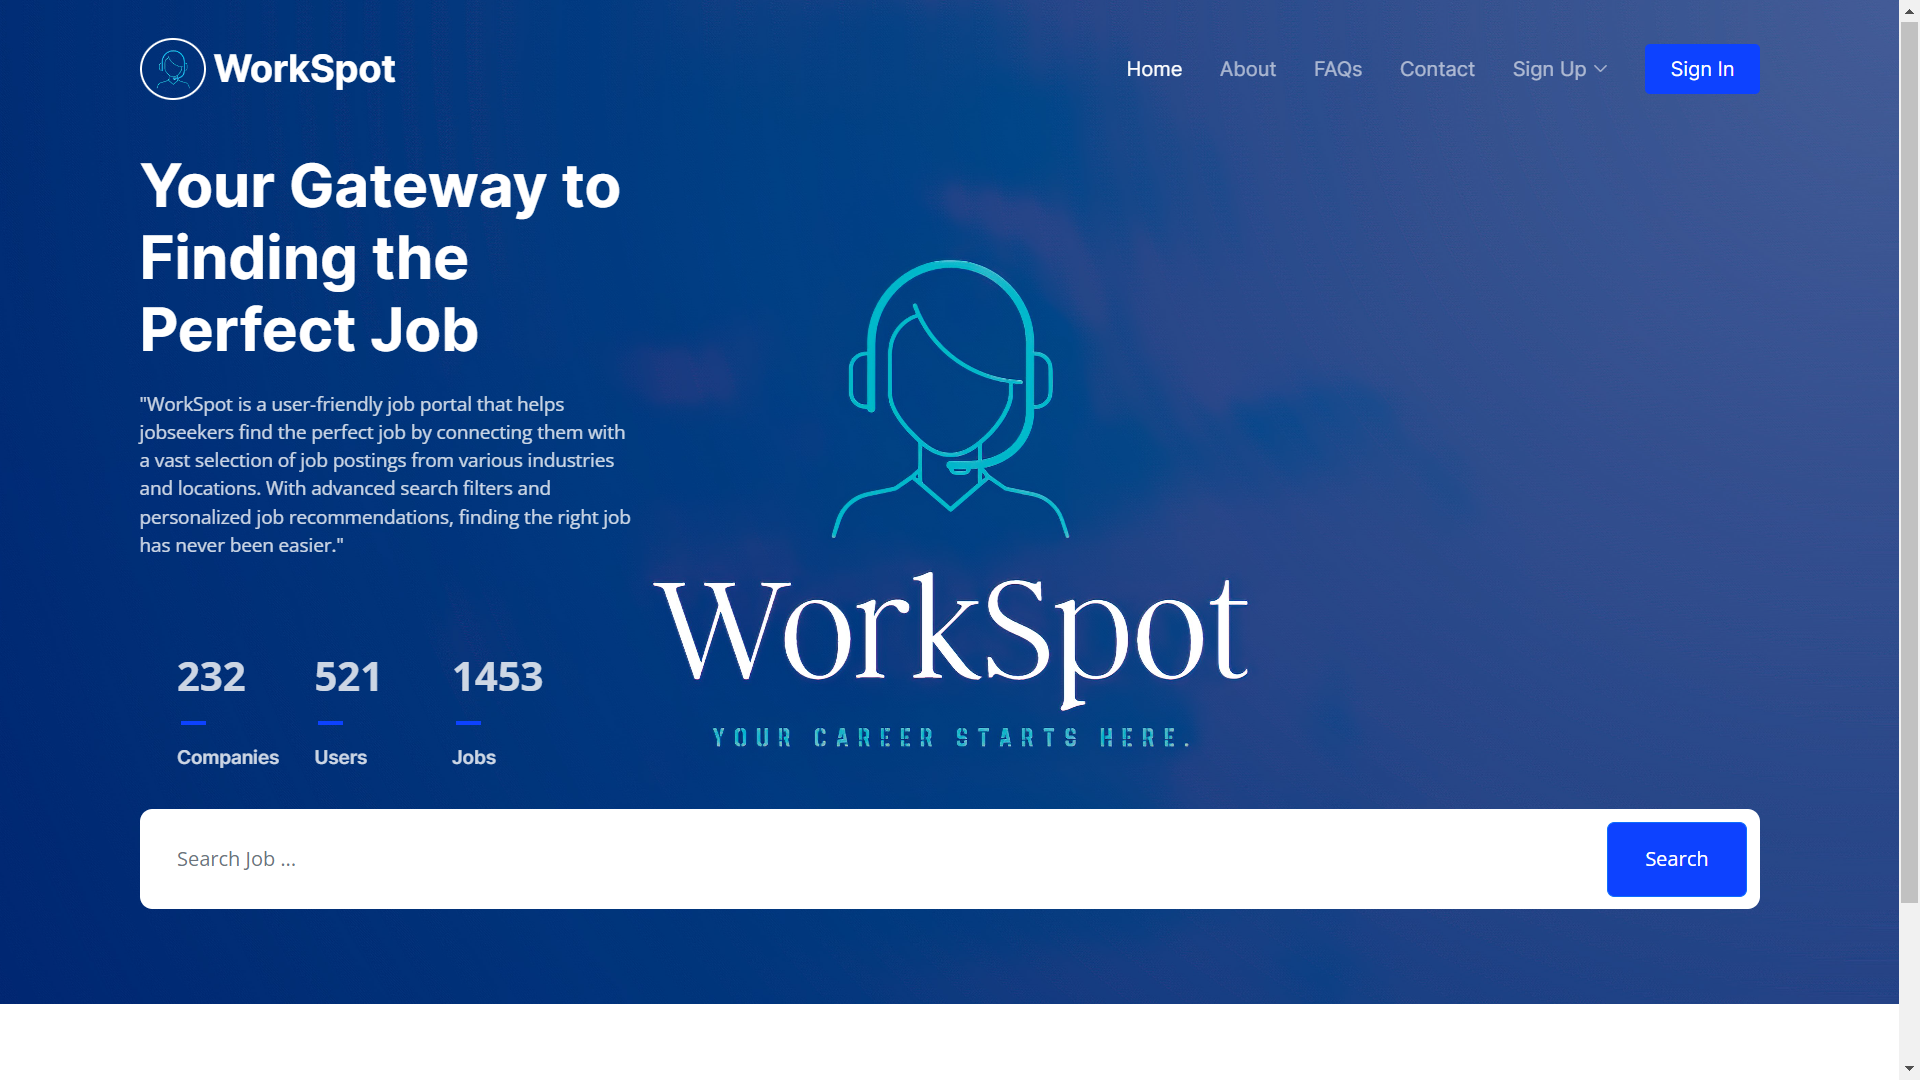 WorkSpot
Home About FAQs Contact Sign Up Sign In
Your Gateway to
Finding the
Perfect Job
"WorkSpot is a user-friendly job portal that helps
jobseekers find the perfect job by connecting them with
a vast selection of job postings from various industries
and locations. With advanced search filters and
personalized job recommendations, finding the right job
has never been easier."
232 521 1453
Companies Users Jobs
WorkSpot
YOUR CAREER STARTS HERE.
Search Job ...
Search